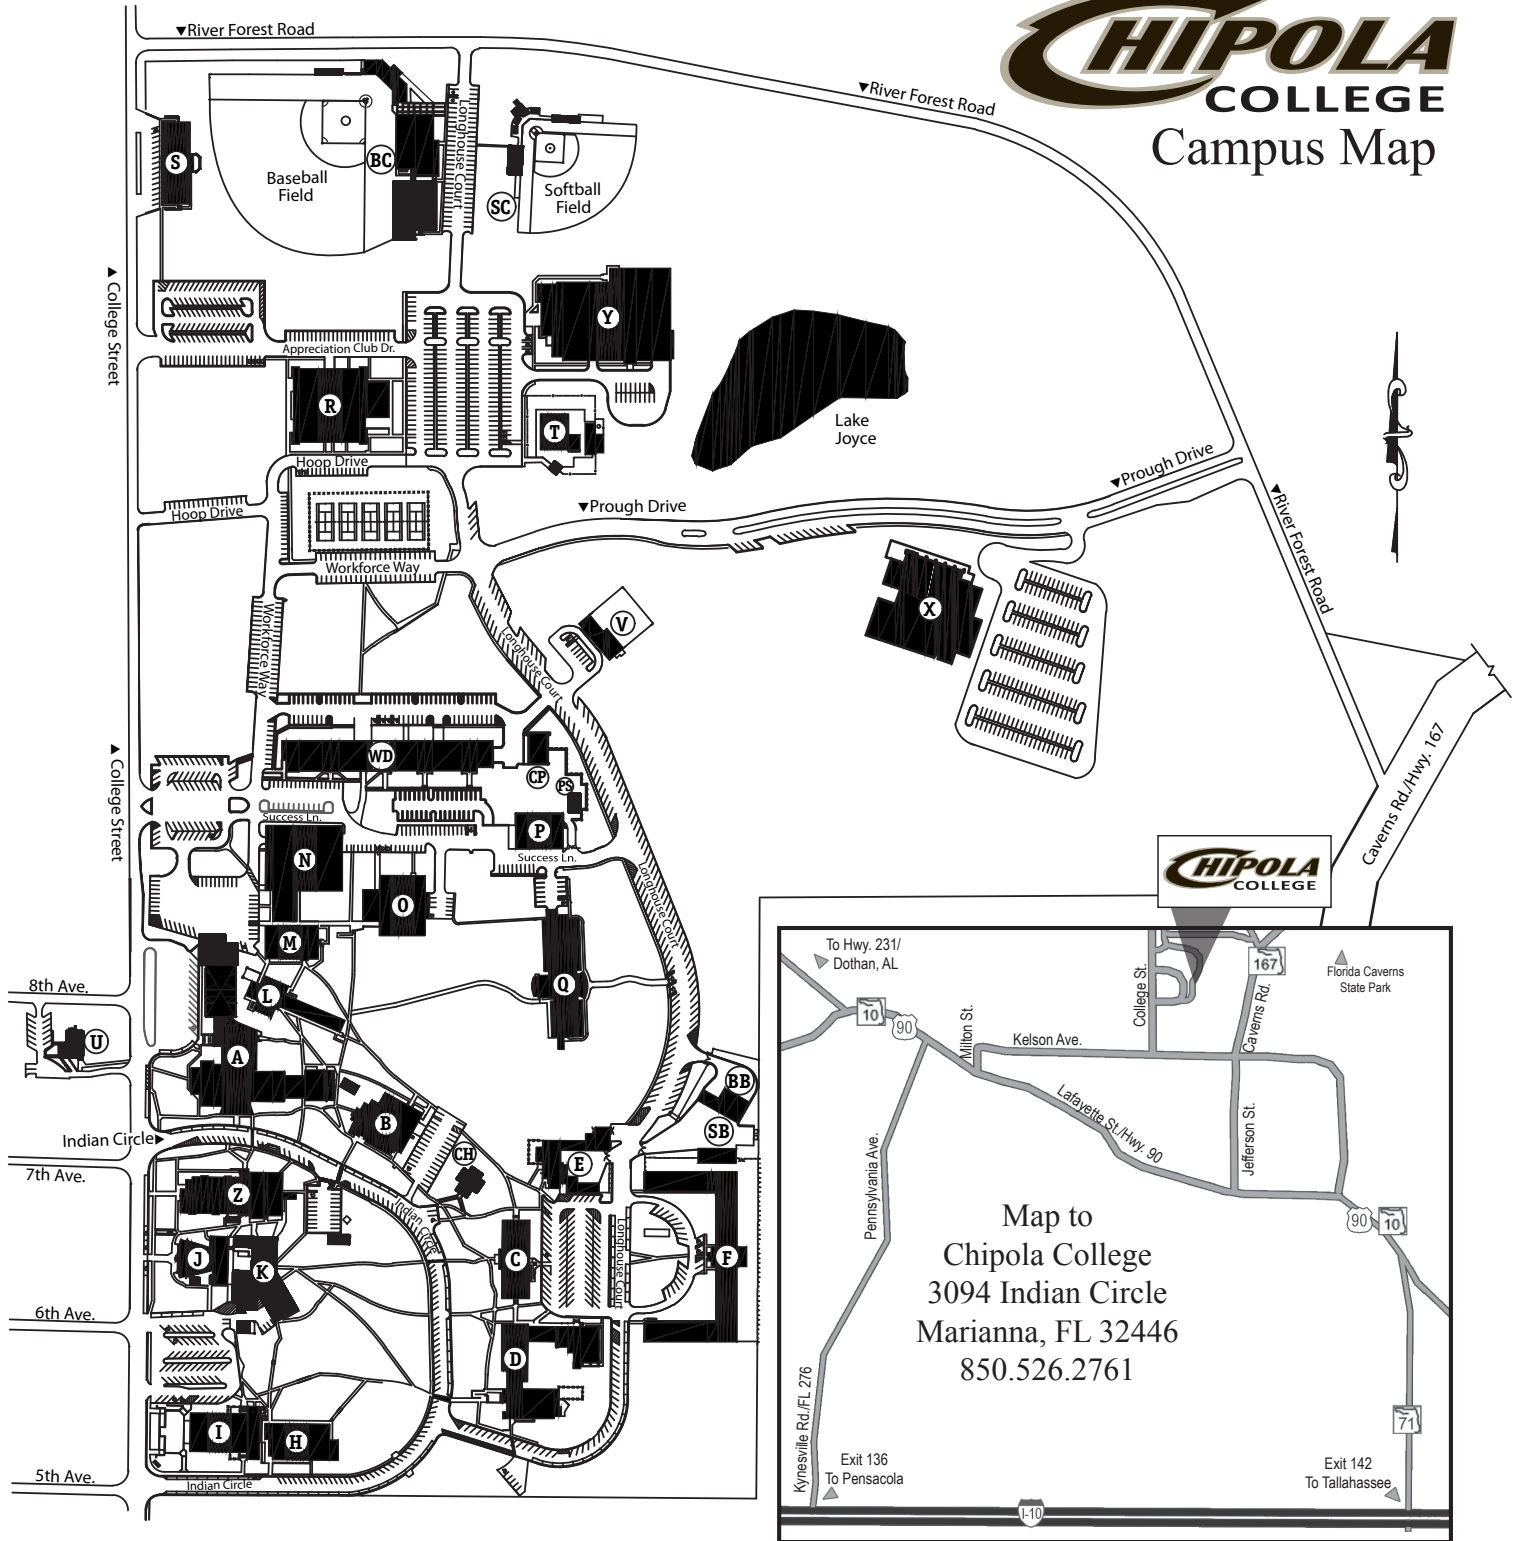 CHIPOLA
COLLEGE
Campus Map
River Forest Road
River Forest Road
S
Baseball
Field
BC
Longhouse Court
SC
Softball
Field
College Street
Y
Appreciation Club Dr.
R
T
Lake
Joyce
Hoop Drive
Hoop Drive
Prough Drive
Prough Drive
River Forest Road
Workforce Way
Workforce Way
X
V
Longhouse Court
Caverns Rd./Hwy. 167
College Street
WD
CP
PS
Success Ln.
P
Success Ln.
N
O
Longhouse Court
M
Q
L
8th Ave.
U
A
BB
B
SB
Indian Circle
CH
E
7th Ave.
Z
Indian Circle
J
K
C
Longhouse Court
F
6th Ave.
D
I
H
5th Ave.
Indian Circle
CHIPOLA
COLLEGE
To Hwy. 231/
Dothan, AL
College St.
167
Florida Caverns
State Park
10
90
Milton St.
Kelson Ave.
Caverns Rd.
Lafayette St./Hwy. 90
Jefferson St.
Pennsylvania Ave.
90
10
Map to
Chipola College
3094 Indian Circle
Marianna, FL 32446
850.526.2761
Kynesville Rd./FL 276
71
Exit 136
To Pensacola
Exit 142
To Tallahassee
I-10